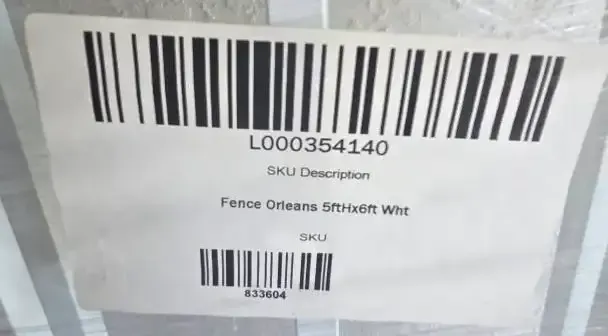 L000354140
SKU Description
Fence Orleans 5ftHx6ft Wht
SKU
833604